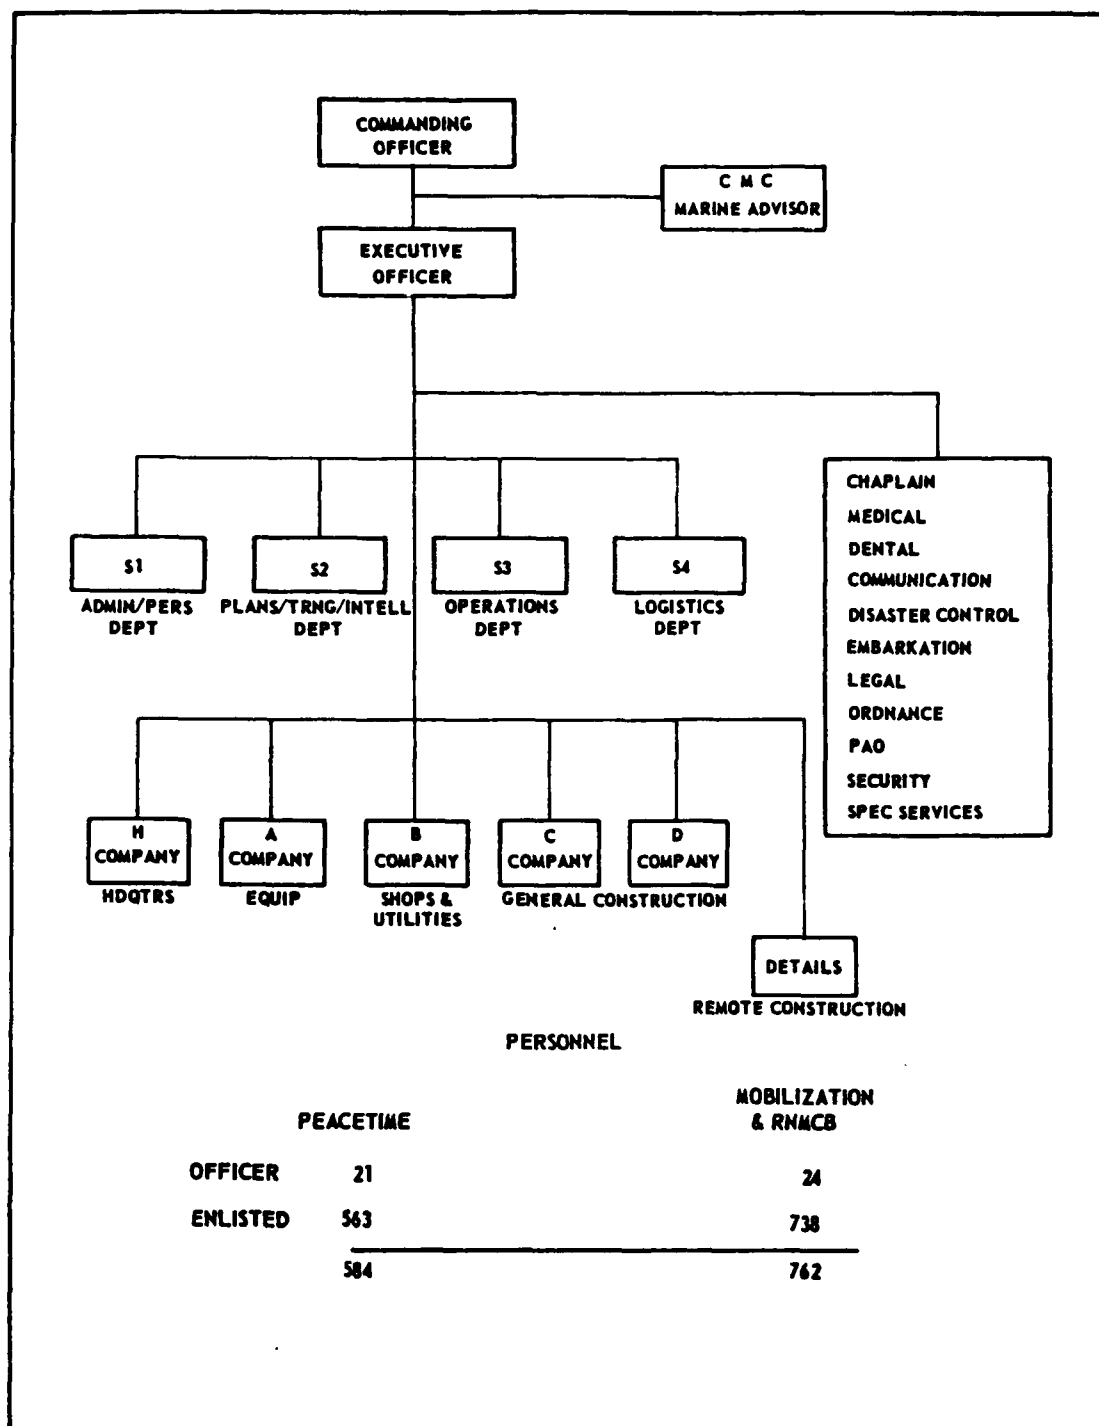 COMMANDING
OFFICER
C M C
MARINE ADVISOR
EXECUTIVE
OFFICER
S1
ADMIN/PERS
DEPT
S2
PLANS/TRNG/INTELL
DEPT
S3
OPERATIONS
DEPT
S4
LOGISTICS
DEPT
CHAPLAIN
MEDICAL
DENTAL
COMMUNICATION
DISASTER CONTROL
EMBARKATION
LEGAL
ORDNANCE
PAO
SECURITY
SPEC SERVICES
H
COMPANY
HDQTRS
A
COMPANY
EQUIP
B
COMPANY
SHOPS &
UTILITIES
C
COMPANY
D
COMPANY
GENERAL CONSTRUCTION
DETAILS
REMOTE CONSTRUCTION
PERSONNEL
PEACETIME
MOBILIZATION
& RNMCB
OFFICER 21 24
ENLISTED 563 738
584 762